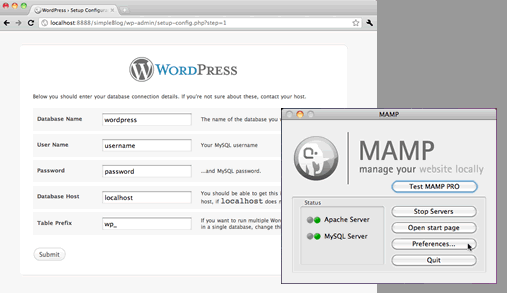 WordPress › Setup Configura
localhost:8888/simpleBlog/wp-admin/setup-config.php?step=1
WORDPRESS
Below you should enter your database connection details. If you're not sure about these, contact your host.
Database Name
wordpress
The name of the database you
User Name
username
Your MySQL username
Password
password
...and MySQL password.
Database Host
localhost
You should be able to get this
host, if localhost does
Table Prefix
wp_
If you want to run multiple Wor
in a single database, change thi
Submit
MAMP
MAMP
manage your website locally
Test MAMP PRO
Status
Apache Server
MySQL Server
Stop Servers
Open start page
Preferences...
Quit